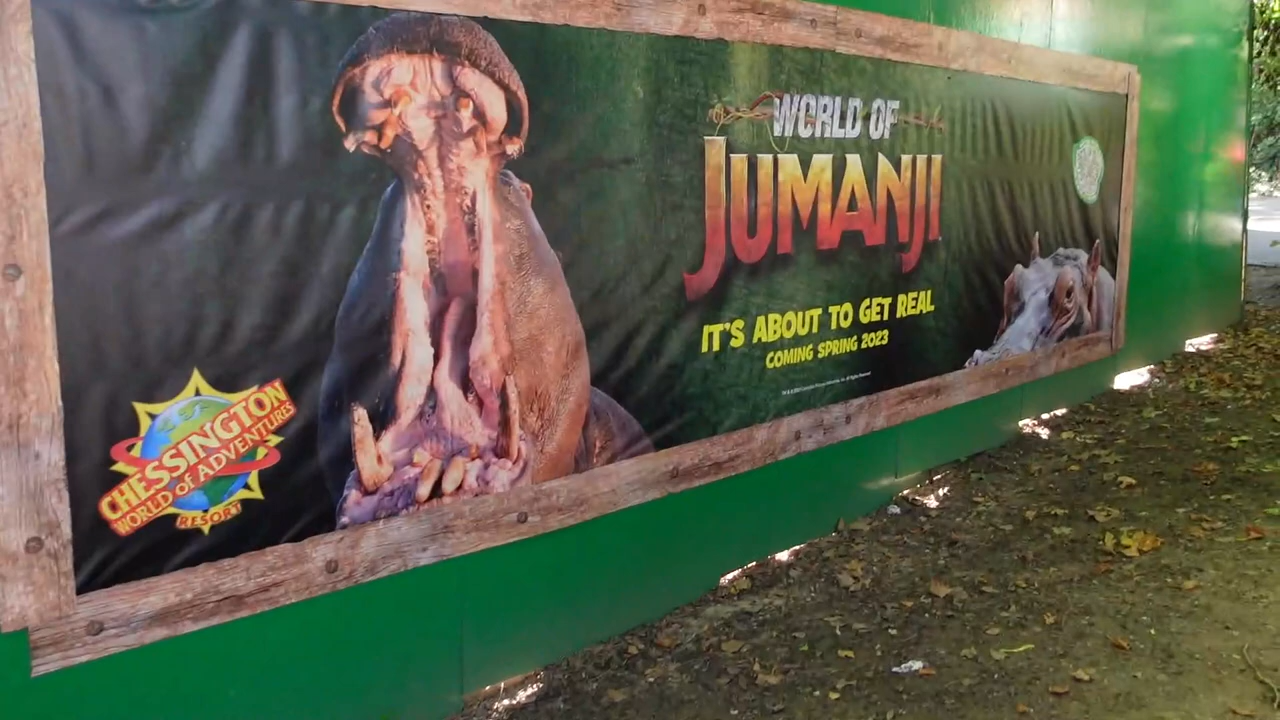 WORLD OF
JUMANJI
IT'S ABOUT TO GET REAL
COMING SPRING 2023
CHESSINGTON
WORLD OF ADVENTURES
RESORT